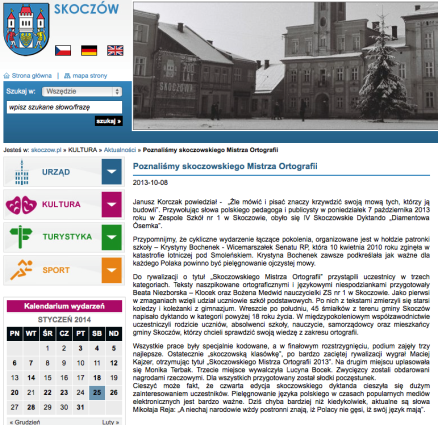 SKOCZÓW
Strona główna | mapa strony
Szukaj w: Wszędzie
wpisz szukane słowo/frazę
szukaj »
SKOCZÓW
Jesteś w: skoczow.pl » KULTURA » Aktualności » Poznaliśmy skoczowskiego Mistrza Ortografii
URZĄD
KULTURA
TURYSTYKA
SPORT
Kalendarium wydarzeń
STYCZEŃ 2014
PN WT ŚR CZ PT SB ND
1 2 3 4 5
6 7 8 9 10 11 12
13 14 15 16 17 18 19
20 21 22 23 24 25 26
27 28 29 30 31
« Grudzień Luty »
Poznaliśmy skoczowskiego Mistrza Ortografii
2013-10-08
Janusz Korczak powiedział - „Źle mówić i pisać znaczy krzywdzić swoją mową tych, którzy ją
budowali". Przywołując słowa polskiego pedagoga i publicysty w poniedziałek 7 października 2013
roku w Zespole Szkół nr 1 w Skoczowie, obyło się IV Skoczowskie Dyktando „Diamentowa
Ósemka".
Przypomnijmy, że cykliczne wydarzenie łączące pokolenia, organizowane jest w hołdzie patronki
szkoły – Krystyny Bochenek - Wicemarszałek Senatu RP, która 10 kwietnia 2010 roku zginęła w
katastrofie lotniczej pod Smoleńskiem. Krystyna Bochenek zawsze podkreślała jak ważne dla
każdego Polaka powinno być pielęgnowanie ojczystej mowy.
Do rywalizacji o tytuł „Skoczowskiego Mistrza Ortografii" przystąpili uczestnicy w trzech
kategoriach. Teksty naszpikowane ortograficznymi i językowymi niespodziankami przygotowały
Beata Niezborska – Kłocek oraz Bożena Medwid nauczycielki ZS nr 1 w Skoczowie. Jako pierwsi
w zmaganiach wzięli udział uczniowie szkół podstawowych. Po nich z tekstami zmierzyli się starsi
koledzy i koleżanki z gimnazjum. Wreszcie po południu, 45 śmiałków z terenu gminy Skoczów
napisało dyktando w kategorii powyżej 18 roku życia. W międzypokoleniowym współzawodnictwie
uczestniczyli rodzice uczniów, absolwenci szkoły, nauczyciele, samorządowcy oraz mieszkańcy
gminy Skoczów, którzy chcieli sprawdzić swoją wiedzę z zakresu ortografii.
Wszystkie prace były specjalnie kodowane, a w finałowym rozstrzygnięciu, podium zajęły trzy
najlepsze. Ostatecznie „skoczowską klasówkę", po bardzo zaciętej rywalizacji wygrał Maciej
Kajzer, otrzymując tytuł „Skoczowskiego Mistrza Ortografii 2013". Na drugim miejscu uplasowała
się Monika Terbak. Trzecie miejsce wywalczyła Lucyna Bocek. Zwycięzcy zostali obdarowani
nagrodami rzeczowymi. Dla wszystkich przygotowany został słodki poczęstunek.
Cieszyć może fakt, że czwarta edycja skoczowskiego dyktanda cieszyła się dużym
zainteresowaniem uczestników. Pielęgnowanie języka polskiego w czasach popularnych mediów
elektronicznych jest bardzo ważne. Dziś chyba bardziej niż kiedykolwiek, aktualne są słowa
Mikołaja Reja: „A niechaj narodowie wżdy postronni znają, iż Polacy nie gęsi, iż swój język mają".